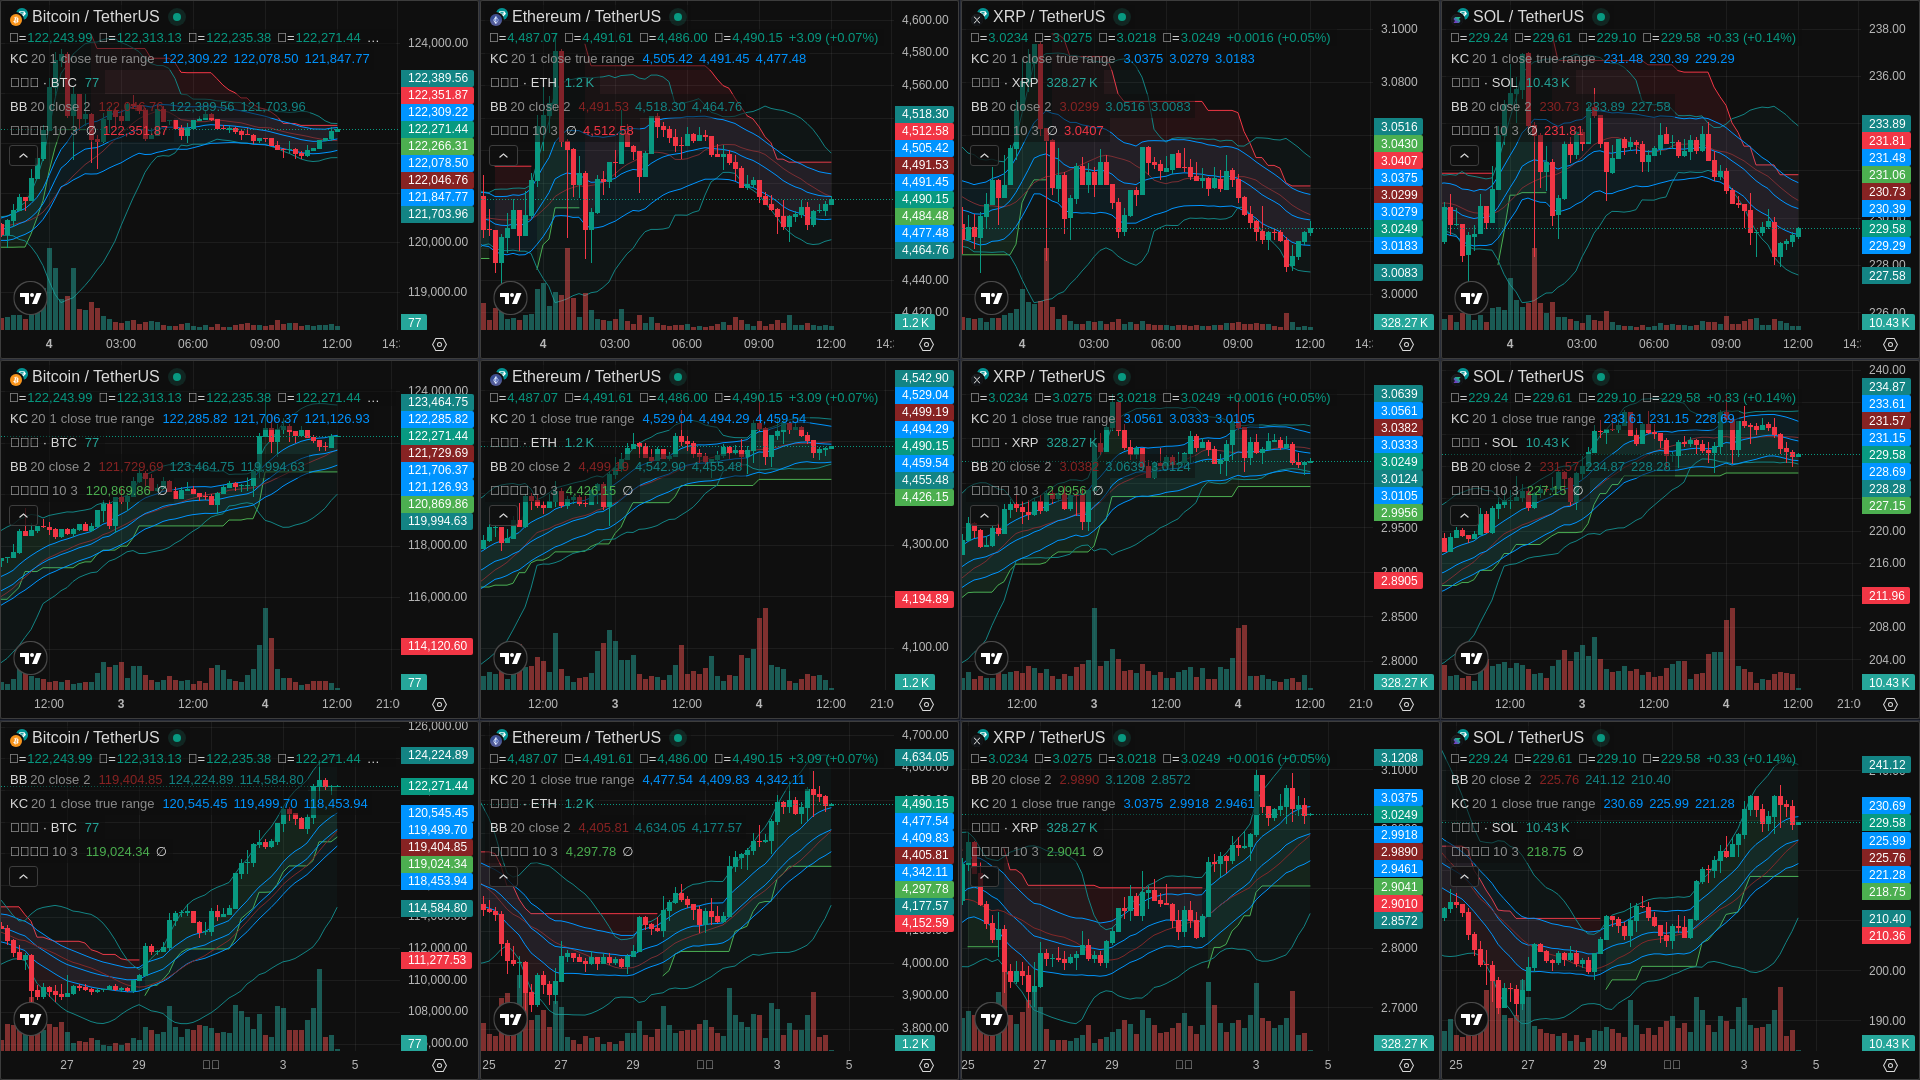 Bitcoin / TetherUS
□=122,243.99 □=122,313.13 □=122,235.38 □=122,271.44 …
KC 20 1 close true range 122,309.22 122,078.50 121,847.77
□□□ · BTC 77
BB 20 close 2 122,046.76 122,389.56 121,703.96
□□□□ 10 3 ∅ 122,351.87
124,000.00
122,389.56
122,351.87
122,309.22
122,271.44
122,266.31
122,078.50
122,046.76
121,847.77
121,703.96
120,000.00
119,000.00
77
4 03:00 06:00 09:00 12:00
Ethereum / TetherUS
□=4,487.07 □=4,491.61 □=4,486.00 □=4,490.15 +3.09 (+0.07%)
KC 20 1 close true range 4,505.42 4,491.45 4,477.48
□□□ · ETH 1.2 K
BB 20 close 2 4,491.53 4,518.30 4,464.76
□□□□ 10 3 ∅ 4,512.58
4,600.00
4,580.00
4,560.00
4,518.30
4,512.58
4,505.42
4,491.53
4,491.45
4,490.15
4,484.48
4,477.48
4,464.76
4,440.00
4,420.00
1.2 K
4 03:00 06:00 09:00 12:00
XRP / TetherUS
□=3.0234 □=3.0275 □=3.0218 □=3.0249 +0.0016 (+0.05%)
KC 20 1 close true range 3.0375 3.0279 3.0183
□□□ · XRP 328.27 K
BB 20 close 2 3.0299 3.0516 3.0083
□□□□ 10 3 ∅ 3.0407
3.1000
3.0800
3.0516
3.0430
3.0407
3.0375
3.0299
3.0279
3.0249
3.0183
3.0083
3.0000
328.27 K
4 03:00 06:00 09:00 12:00
SOL / TetherUS
□=229.24 □=229.61 □=229.10 □=229.58 +0.33 (+0.14%)
KC 20 1 close true range 231.48 230.39 229.29
□□□ · SOL 10.43 K
BB 20 close 2 230.73 233.89 227.58
□□□□ 10 3 ∅ 231.81
238.00
236.00
233.89
231.81
231.48
231.06
230.73
230.39
229.58
229.29
228.00
227.58
226.00
10.43 K
4 03:00 06:00 09:00 12:00
Bitcoin / TetherUS
□=122,243.99 □=122,313.13 □=122,235.38 □=122,271.44 …
KC 20 1 close true range 122,285.82 121,706.37 121,126.93
□□□ · BTC 77
BB 20 close 2 121,729.69 123,464.75 119,994.63
□□□□ 10 3 120,869.86 ∅
124,000.00
123,464.75
122,285.82
122,271.44
121,729.69
121,706.37
121,126.93
120,869.86
119,994.63
118,000.00
116,000.00
114,120.60
77
12:00 3 12:00 4 12:00
Ethereum / TetherUS
□=4,487.07 □=4,491.61 □=4,486.00 □=4,490.15 +3.09 (+0.07%)
KC 20 1 close true range 4,529.04 4,494.29 4,459.54
□□□ · ETH 1.2 K
BB 20 close 2 4,499.19 4,542.90 4,455.48
□□□□ 10 3 4,426.15 ∅
4,542.90
4,529.04
4,499.19
4,494.29
4,490.15
4,459.54
4,455.48
4,426.15
4,300.00
4,194.89
4,100.00
1.2 K
12:00 3 12:00 4 12:00
XRP / TetherUS
□=3.0234 □=3.0275 □=3.0218 □=3.0249 +0.0016 (+0.05%)
KC 20 1 close true range 3.0561 3.0333 3.0105
□□□ · XRP 328.27 K
BB 20 close 2 3.0382 3.0639 3.0124
□□□□ 10 3 2.9956 ∅
3.0639
3.0561
3.0382
3.0333
3.0249
3.0124
3.0105
2.9956
2.9500
2.9000
2.8905
2.8500
2.8000
328.27 K
12:00 3 12:00 4 12:00
SOL / TetherUS
□=229.24 □=229.61 □=229.10 □=229.58 +0.33 (+0.14%)
KC 20 1 close true range 233.61 231.15 228.69
□□□ · SOL 10.43 K
BB 20 close 2 231.57 234.87 228.28
□□□□ 10 3 227.15 ∅
240.00
234.87
233.61
231.57
231.15
229.58
228.69
228.28
227.15
220.00
216.00
211.96
208.00
204.00
10.43 K
12:00 3 12:00 4 12:00
Bitcoin / TetherUS
□=122,243.99 □=122,313.13 □=122,235.38 □=122,271.44 …
BB 20 close 2 119,404.85 124,224.89 114,584.80
KC 20 1 close true range 120,545.45 119,499.70 118,453.94
□□□ · BTC 77
□□□□ 10 3 119,024.34 ∅
126,000.00
124,224.89
122,271.44
120,545.45
119,499.70
119,404.85
119,024.34
118,453.94
114,584.80
114,000.00
112,000.00
111,277.53
110,000.00
108,000.00
77
27 29 □□ 3 5
Ethereum / TetherUS
□=4,487.07 □=4,491.61 □=4,486.00 □=4,490.15 +3.09 (+0.07%)
KC 20 1 close true range 4,477.54 4,409.83 4,342.11
□□□ · ETH 1.2 K
BB 20 close 2 4,405.81 4,634.05 4,177.57
□□□□ 10 3 4,297.78 ∅
4,700.00
4,634.05
4,600.00
4,490.15
4,477.54
4,409.83
4,405.81
4,342.11
4,297.78
4,177.57
4,152.59
4,100.00
4,000.00
3,900.00
3,800.00
1.2 K
25 27 29 □□ 3 5
XRP / TetherUS
□=3.0234 □=3.0275 □=3.0218 □=3.0249 +0.0016 (+0.05%)
BB 20 close 2 2.9890 3.1208 2.8572
KC 20 1 close true range 3.0375 2.9918 2.9461
□□□ · XRP 328.27 K
□□□□ 10 3 2.9041 ∅
3.1208
3.1000
3.0375
3.0249
2.9918
2.9890
2.9461
2.9041
2.9010
2.8572
2.8000
2.7000
328.27 K
25 27 29 □□ 3 5
SOL / TetherUS
□=229.24 □=229.61 □=229.10 □=229.58 +0.33 (+0.14%)
BB 20 close 2 225.76 241.12 210.40
KC 20 1 close true range 230.69 225.99 221.28
□□□ · SOL 10.43 K
□□□□ 10 3 218.75 ∅
241.12
230.69
229.58
225.99
225.76
221.28
218.75
210.40
210.36
200.00
190.00
10.43 K
25 27 29 □□ 3 5